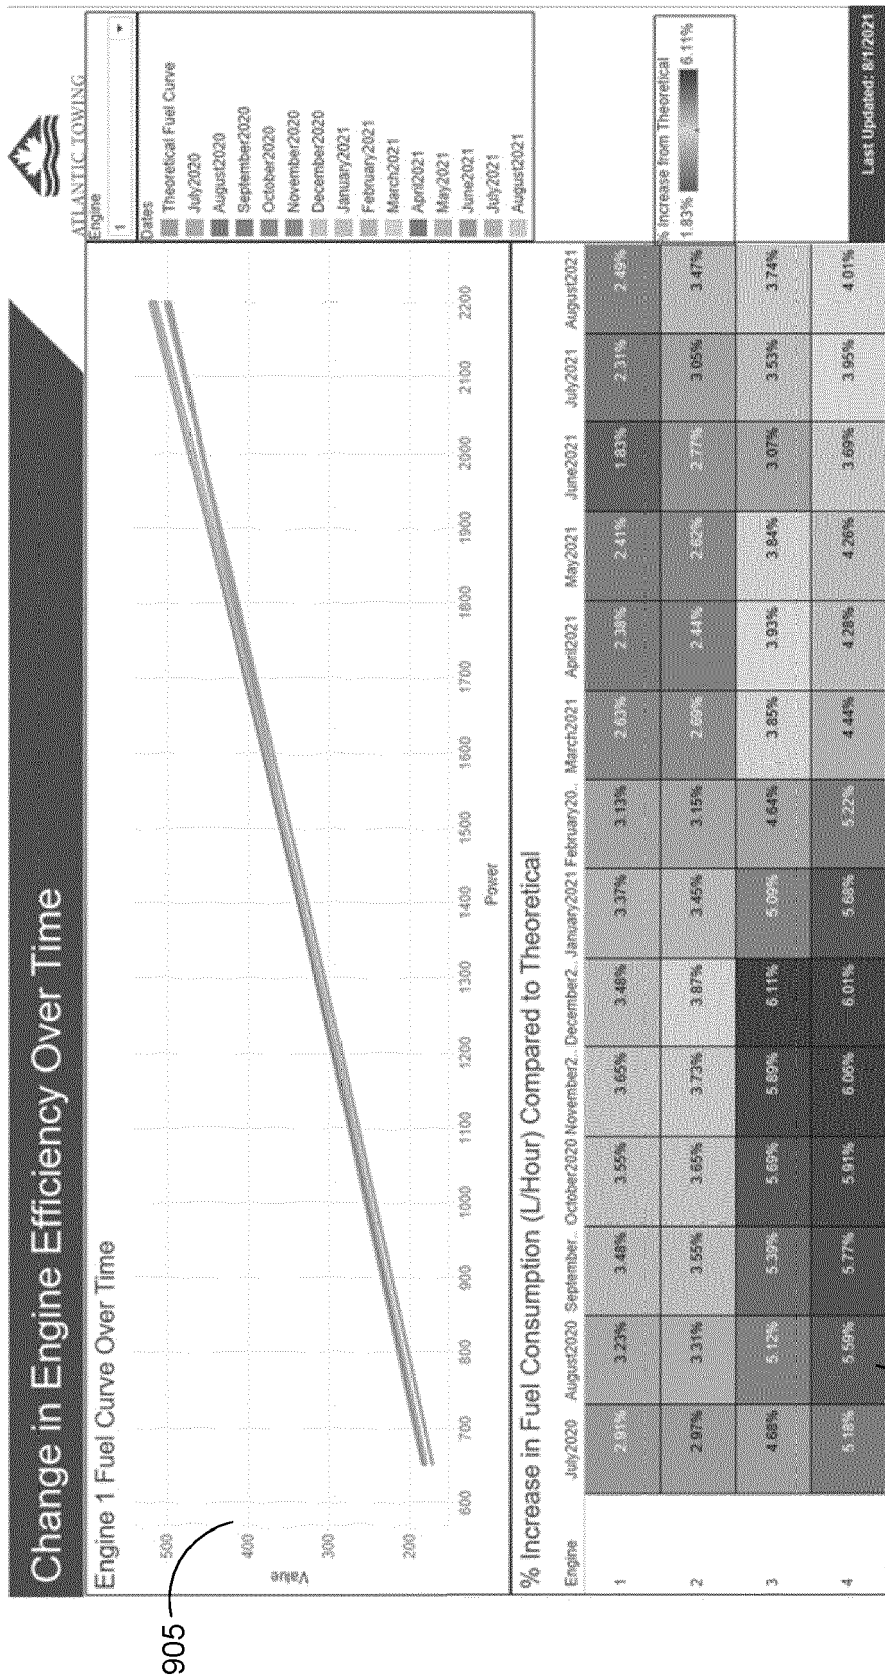 Change in Engine Efficiency Over Time
ATLANTIC TOWING
Engine 1 Fuel Curve Over Time
500
400
300
200
Value
600 700 800 900 1000 1100 1200 1300 1400 1500 1600 1700 1800 1900 2000 2100 2200
Power
905
Engine
1
Dates
Theoretical Fuel Curve
July2020
August2020
September2020
October2020
November2020
December2020
January2021
February2021
March2021
April2021
May2021
June2021
July2021
August2021
% Increase in Fuel Consumption (L/Hour) Compared to Theoretical
Engine July2020 August2020 September.. October2020 November2.. December2.. January2021 February20.. March2021 April2021 May2021 June2021 July2021 August2021
1 2.91% 3.23% 3.48% 3.55% 3.65% 3.48% 3.37% 3.13% 2.63% 2.38% 2.41% 1.83% 2.31% 2.49%
2 2.97% 3.31% 3.55% 3.65% 3.73% 3.87% 3.45% 3.15% 2.69% 2.44% 2.62% 2.77% 3.05% 3.47%
3 4.68% 5.12% 5.39% 5.69% 5.89% 6.11% 5.09% 4.64% 3.85% 3.93% 3.84% 3.07% 3.53% 3.74%
4 5.18% 5.59% 5.77% 5.91% 6.06% 6.01% 5.68% 5.22% 4.44% 4.28% 4.26% 3.69% 3.95% 4.01%
% Increase from Theoretical
1.83% 6.11%
Last Updated: 8/1/2021